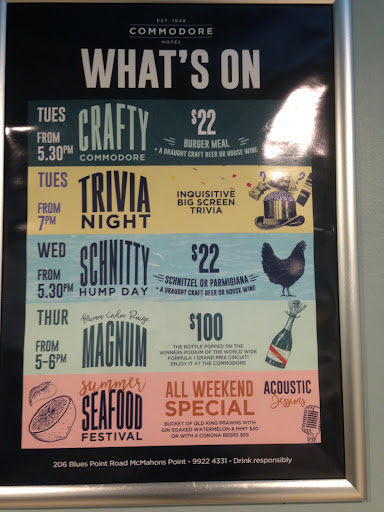 EST. 1848
COMMODORE
HOTEL
WHAT'S ON
TUES
FROM
5.30PM
CRAFTY
COMMODORE
$22
BURGER MEAL
+ A DRAUGHT CRAFT BEER OR HOUSE WINE
TUES
FROM
7PM
TRIVIA
NIGHT
INQUISITIVE
BIG SCREEN
TRIVIA
WED
FROM
5.30PM
SCHNITTY
HUMP DAY
$22
SCHNITZEL OR PARMIGIANA
+ A DRAUGHT CRAFT BEER OR HOUSE WINE
THUR
FROM
5-6PM
Mumm Cordon Rouge
MAGNUM
$100
THE BOTTLE POPPED ON THE
WINNERS PODIUM OF THE WORLD WIDE
FORMULA 1 GRAND PRIX CIRCUIT!
ENJOY IT AT THE COMMODORE
summer
SEAFOOD
FESTIVAL
ALL WEEKEND
SPECIAL
BUCKET OF QLD KING PRAWNS WITH
GIN SOAKED WATERMELON & MINT $30
OR WITH 4 CORONA BEERS $55
ACOUSTIC
Sessions
206 Blues Point Road McMahons Point - 9922 4331 - Drink responsibly